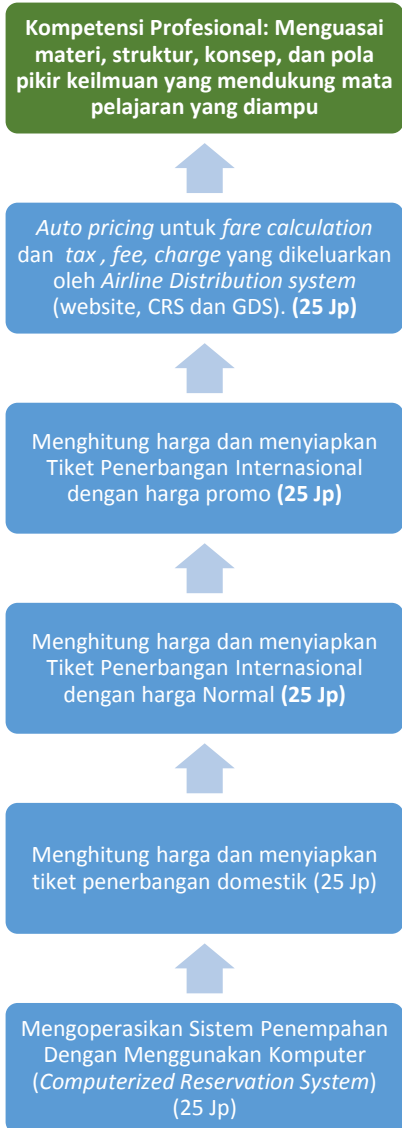 Kompetensi Profesional: Menguasai
materi, struktur, konsep, dan pola
pikir keilmuan yang mendukung mata
pelajaran yang diampu
Auto pricing untuk fare calculation
dan tax , fee, charge yang dikeluarkan
oleh Airline Distribution system
(website, CRS dan GDS). (25 Jp)
Menghitung harga dan menyiapkan
Tiket Penerbangan Internasional
dengan harga promo (25 Jp)
Menghitung harga dan menyiapkan
Tiket Penerbangan Internasional
dengan harga Normal (25 Jp)
Menghitung harga dan menyiapkan
tiket penerbangan domestik (25 Jp)
Mengoperasikan Sistem Penempahan
Dengan Menggunakan Komputer
(Computerized Reservation System)
(25 Jp)